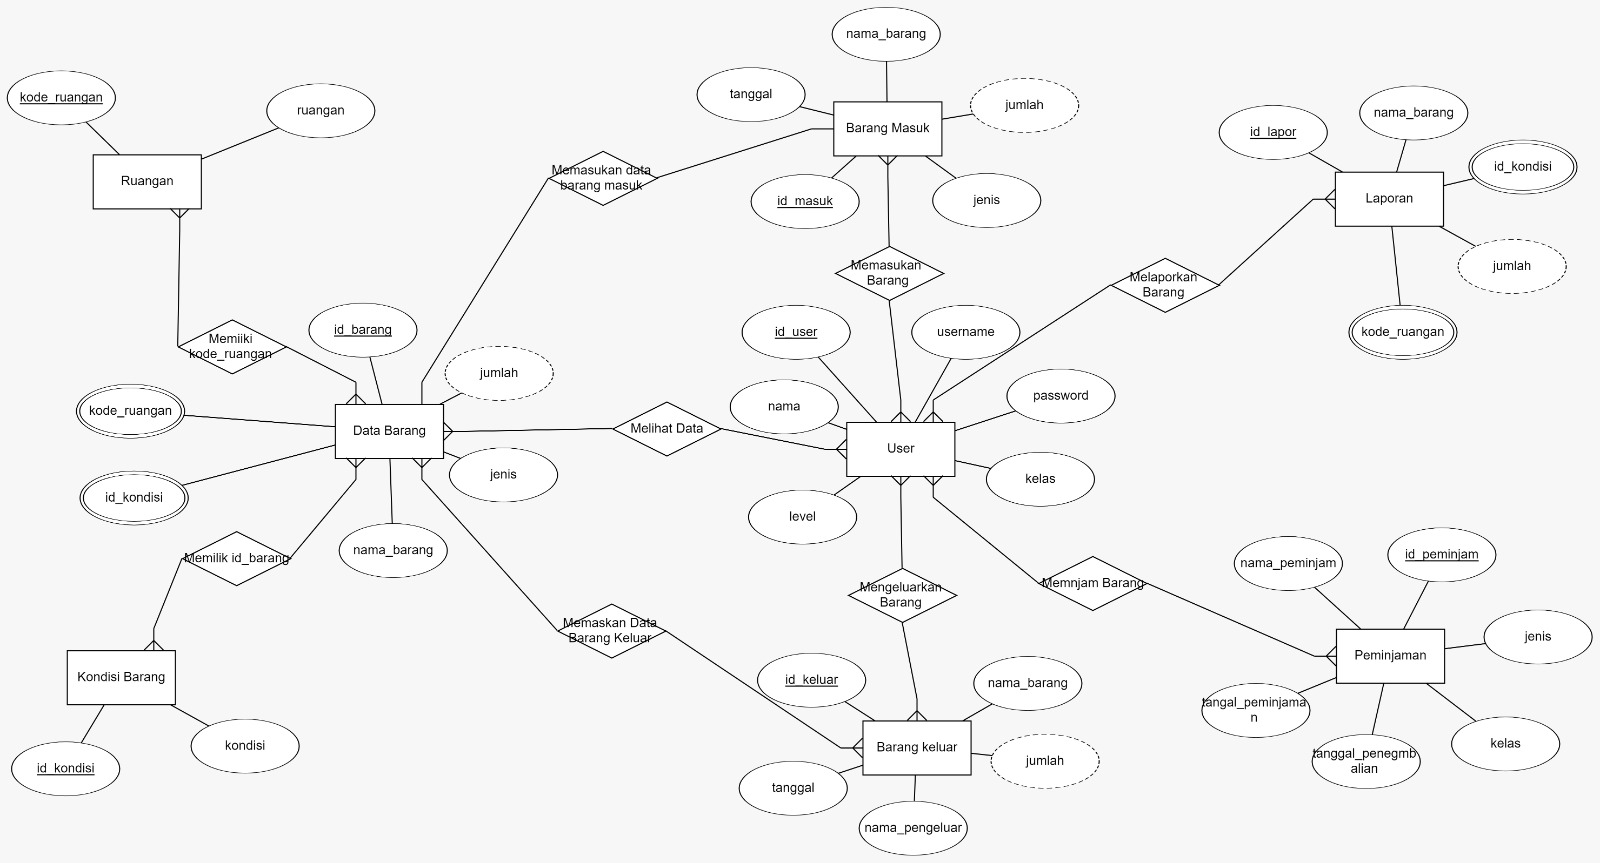 nama_barang
kode_ruangan
ruangan
tanggal
jumlah
Barang Masuk
id_masuk
jenis
Ruangan
Memasukan data
barang masuk
id_lapor
nama_barang
id_kondisi
Laporan
jumlah
kode_ruangan
Memasukan
Barang
Melaporkan
Barang
Memiiki
kode_ruangan
id_barang
jumlah
id_user
username
nama
password
kode_ruangan
Data Barang
Melihat Data
User
id_kondisi
jenis
level
kelas
nama_barang
Memilik id_barang
Mengeluarkan
Barang
Memnjam Barang
nama_peminjam
id_peminjam
Memaskan Data
Barang Keluar
jenis
Peminjaman
Kondisi Barang
id_keluar
nama_barang
tangal_peminjama
n
kondisi
Barang keluar
jumlah
tanggal_penegmb
alian
kelas
id_kondisi
tanggal
nama_pengeluar